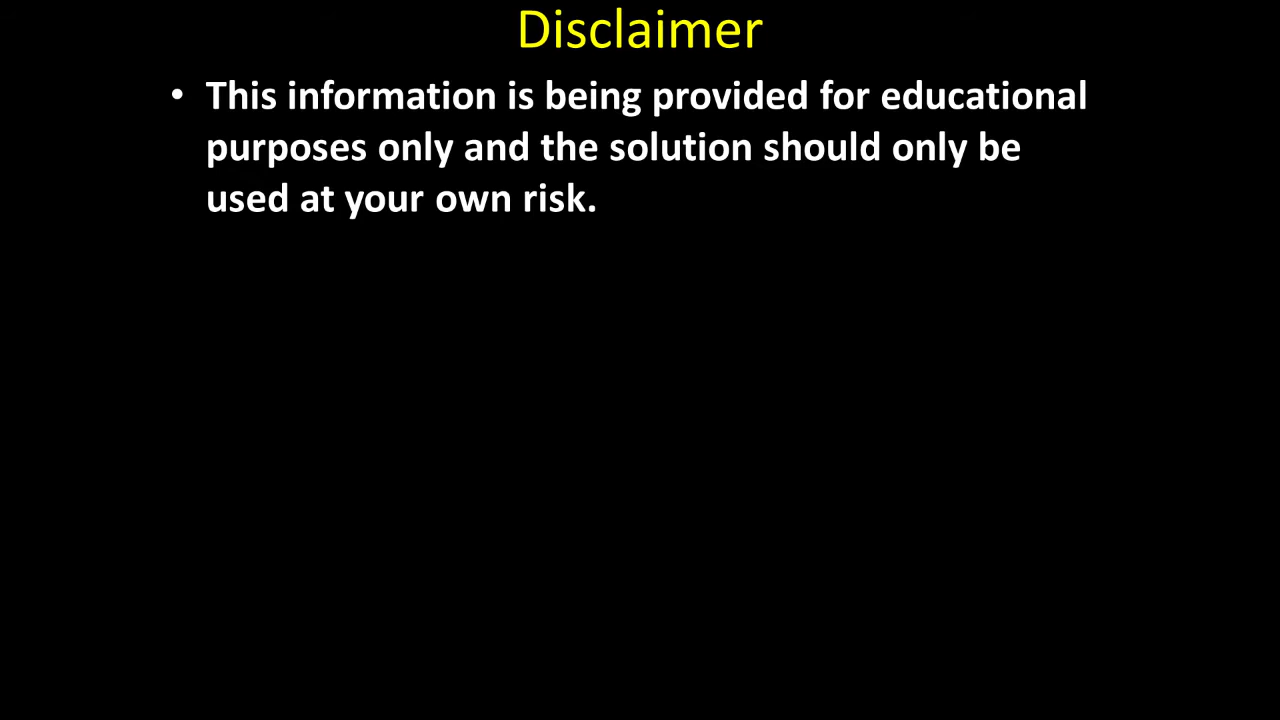 Disclaimer
• This information is being provided for educational
purposes only and the solution should only be
used at your own risk.